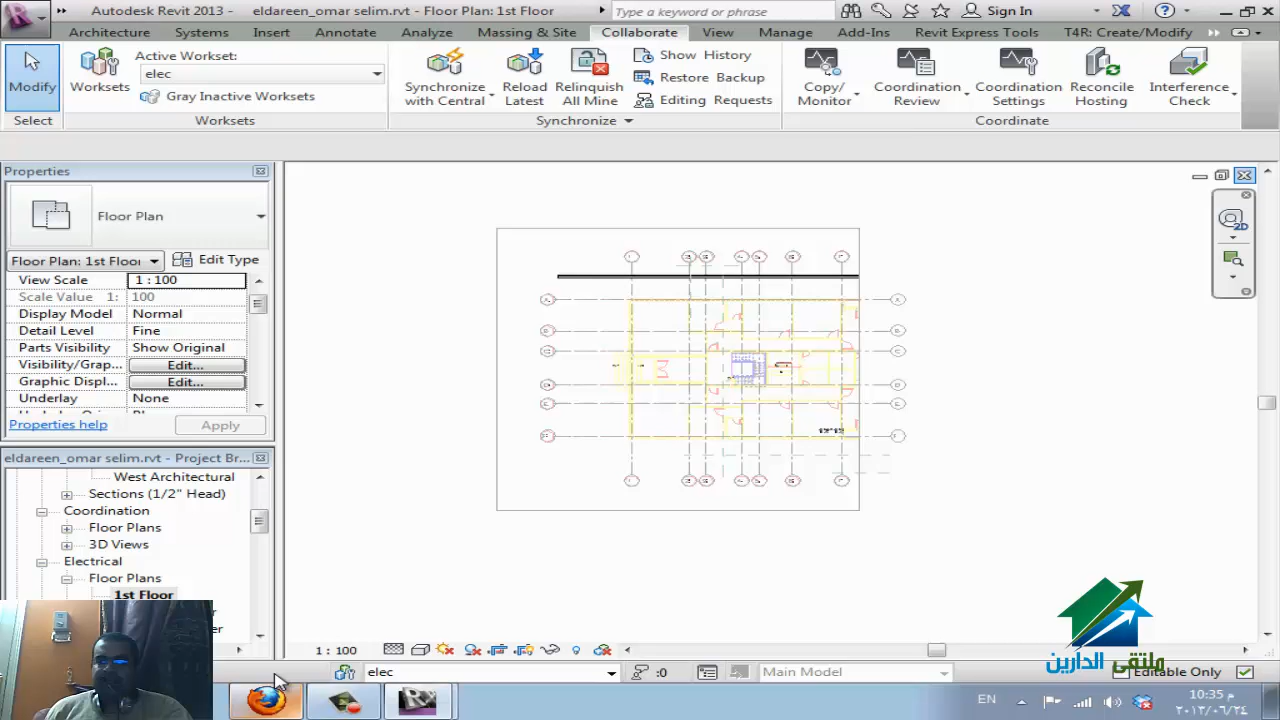 Autodesk Revit 2013 - eldareen_omar selim.rvt - Floor Plan: 1st Floor
Type a keyword or phrase
Sign In
Architecture Systems Insert Annotate Analyze Massing & Site Collaborate View Manage Add-Ins Revit Express Tools T4R: Create/Modify
Modify
Select
Worksets
Active Workset:
elec
Gray Inactive Worksets
Worksets
Synchronize
with Central
Reload
Latest
Relinquish
All Mine
Show History
Restore Backup
Editing Requests
Synchronize
Copy/
Monitor
Coordination
Review
Coordination
Settings
Reconcile
Hosting
Interference
Check
Coordinate
Properties
Floor Plan
Floor Plan: 1st Floor
Edit Type
View Scale 1 : 100
Scale Value 1: 100
Display Model Normal
Detail Level Fine
Parts Visibility Show Original
Visibility/Grap... Edit...
Graphic Displ... Edit...
Underlay None
Properties help
Apply
eldareen_omar selim.rvt - Project Br...
West Architectural
Sections (1/2" Head)
Coordination
Floor Plans
3D Views
Electrical
Floor Plans
1st Floor
2D
1 : 100
elec
:0
Main Model
Editable Only
ملتقى الدارين
EN
10:35 م
٢٠١٣/٠٦/٢٤